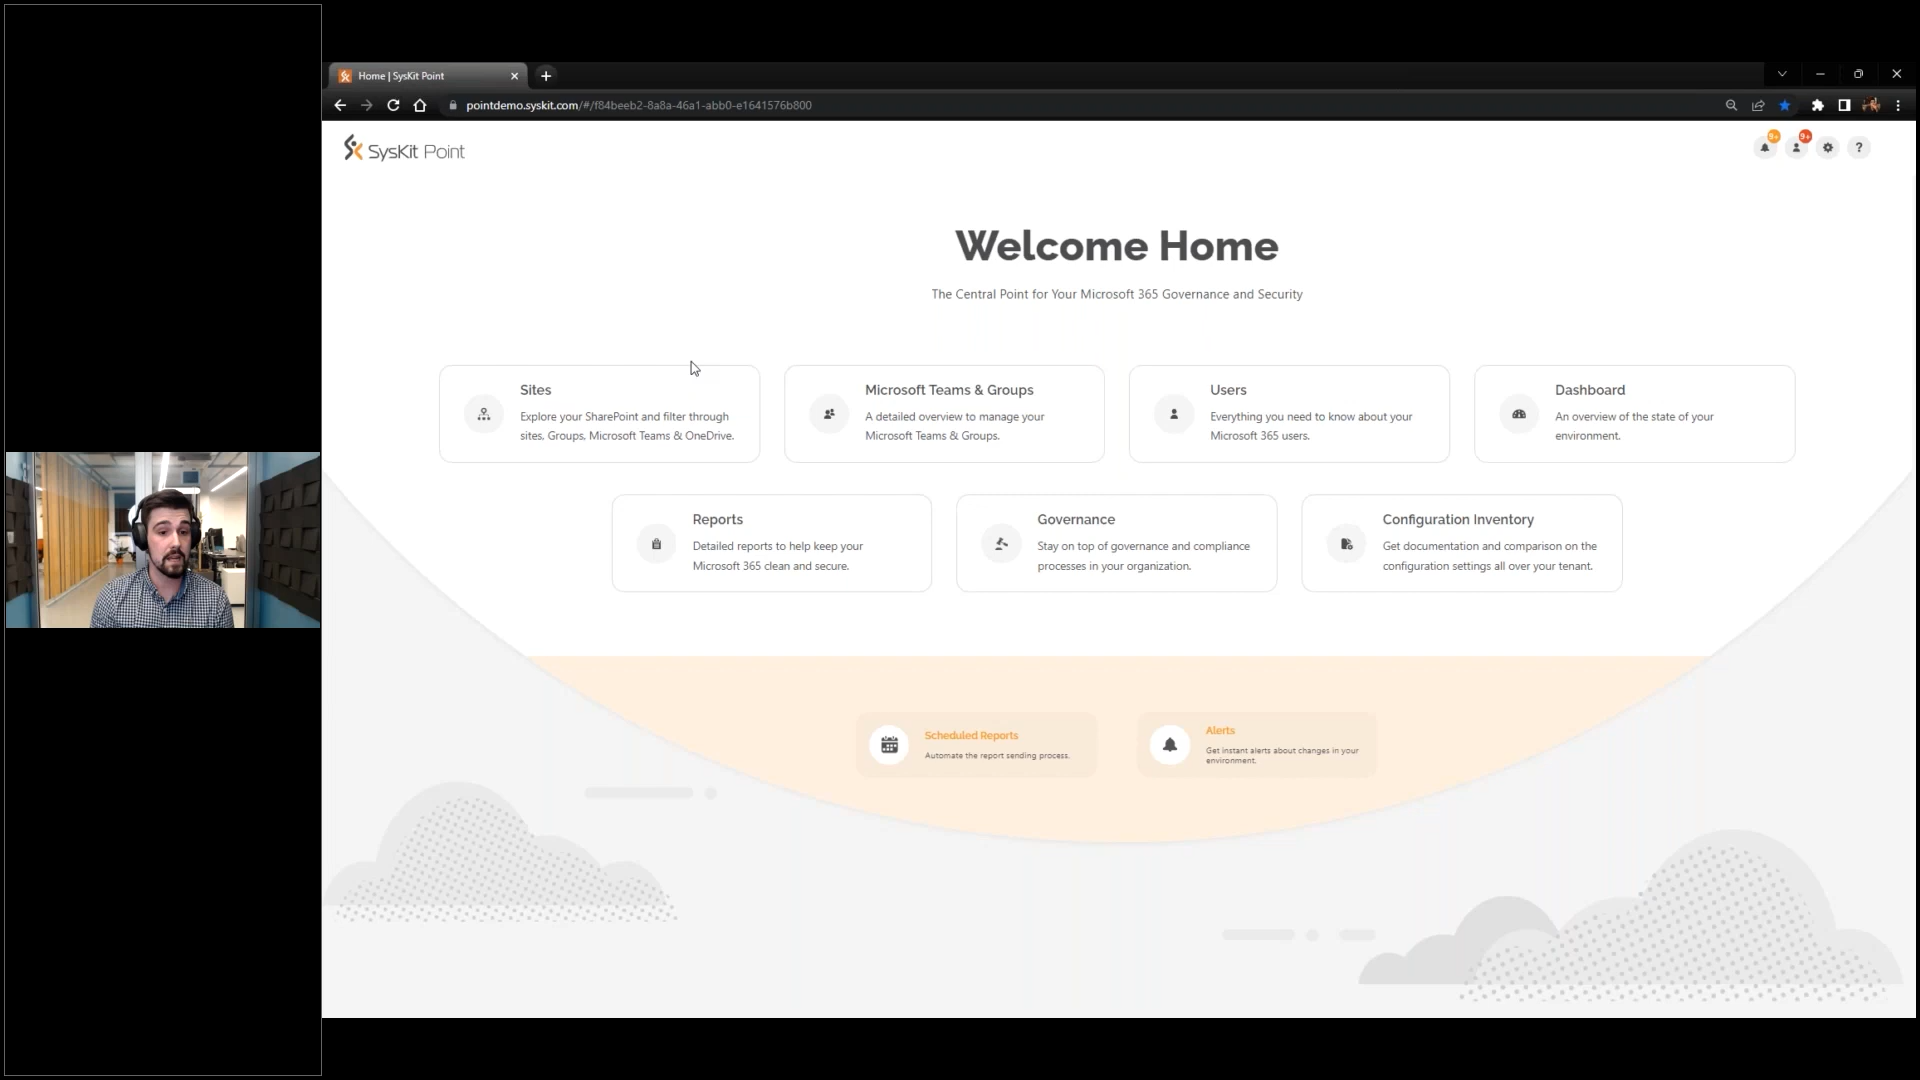 Home | SysKit Point
pointdemo.syskit.com/#/f84beeb2-8a8a-46a1-abb0-e1641576b800
SysKit Point
9+
9+
?
Welcome Home
The Central Point for Your Microsoft 365 Governance and Security
Sites
Explore your SharePoint and filter through
sites, Groups, Microsoft Teams & OneDrive.
Microsoft Teams & Groups
A detailed overview to manage your
Microsoft Teams & Groups.
Users
Everything you need to know about your
Microsoft 365 users.
Dashboard
An overview of the state of your
environment.
Reports
Detailed reports to help keep your
Microsoft 365 clean and secure.
Governance
Stay on top of governance and compliance
processes in your organization.
Configuration Inventory
Get documentation and comparison on the
configuration settings all over your tenant.
Scheduled Reports
Automate the report sending process.
Alerts
Get instant alerts about changes in your
environment.